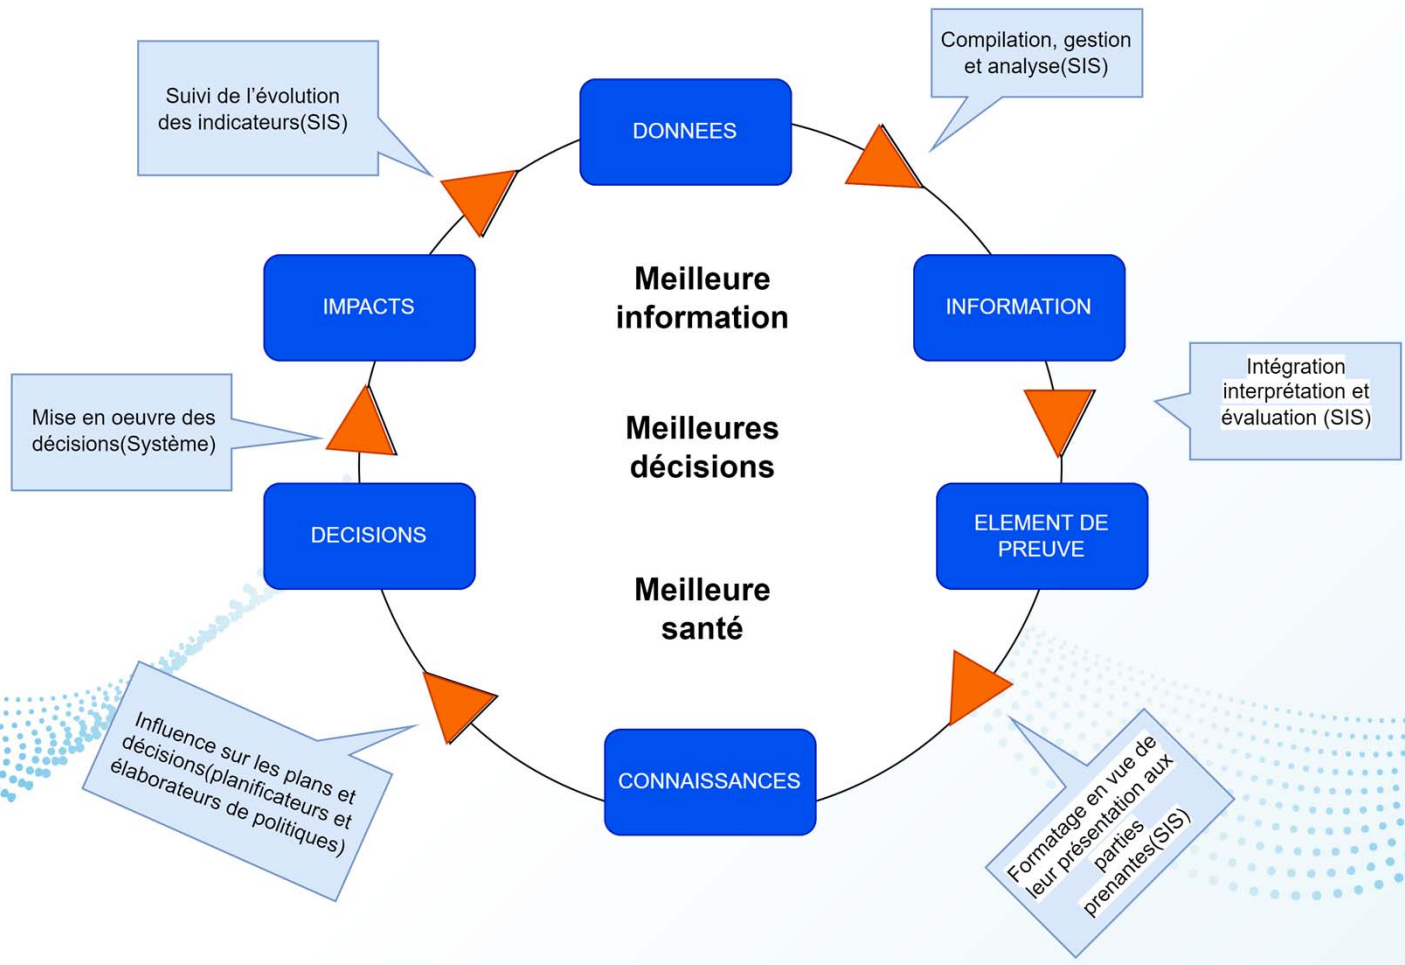 Compilation, gestion
et analyse(SIS)
Suivi de l'évolution
des indicateurs(SIS)
DONNEES
Meilleure
information
IMPACTS
INFORMATION
Intégration
interprétation et
évaluation (SIS)
Mise en oeuvre des
décisions(Système)
Meilleures
décisions
DECISIONS
ELEMENT DE
PREUVE
Meilleure
santé
Influence sur les plans et
décisions(planificateurs et
élaborateurs de politiques)
CONNAISSANCES
Formatage en vue de
leur présentation aux
parties
prenantes(SIS)